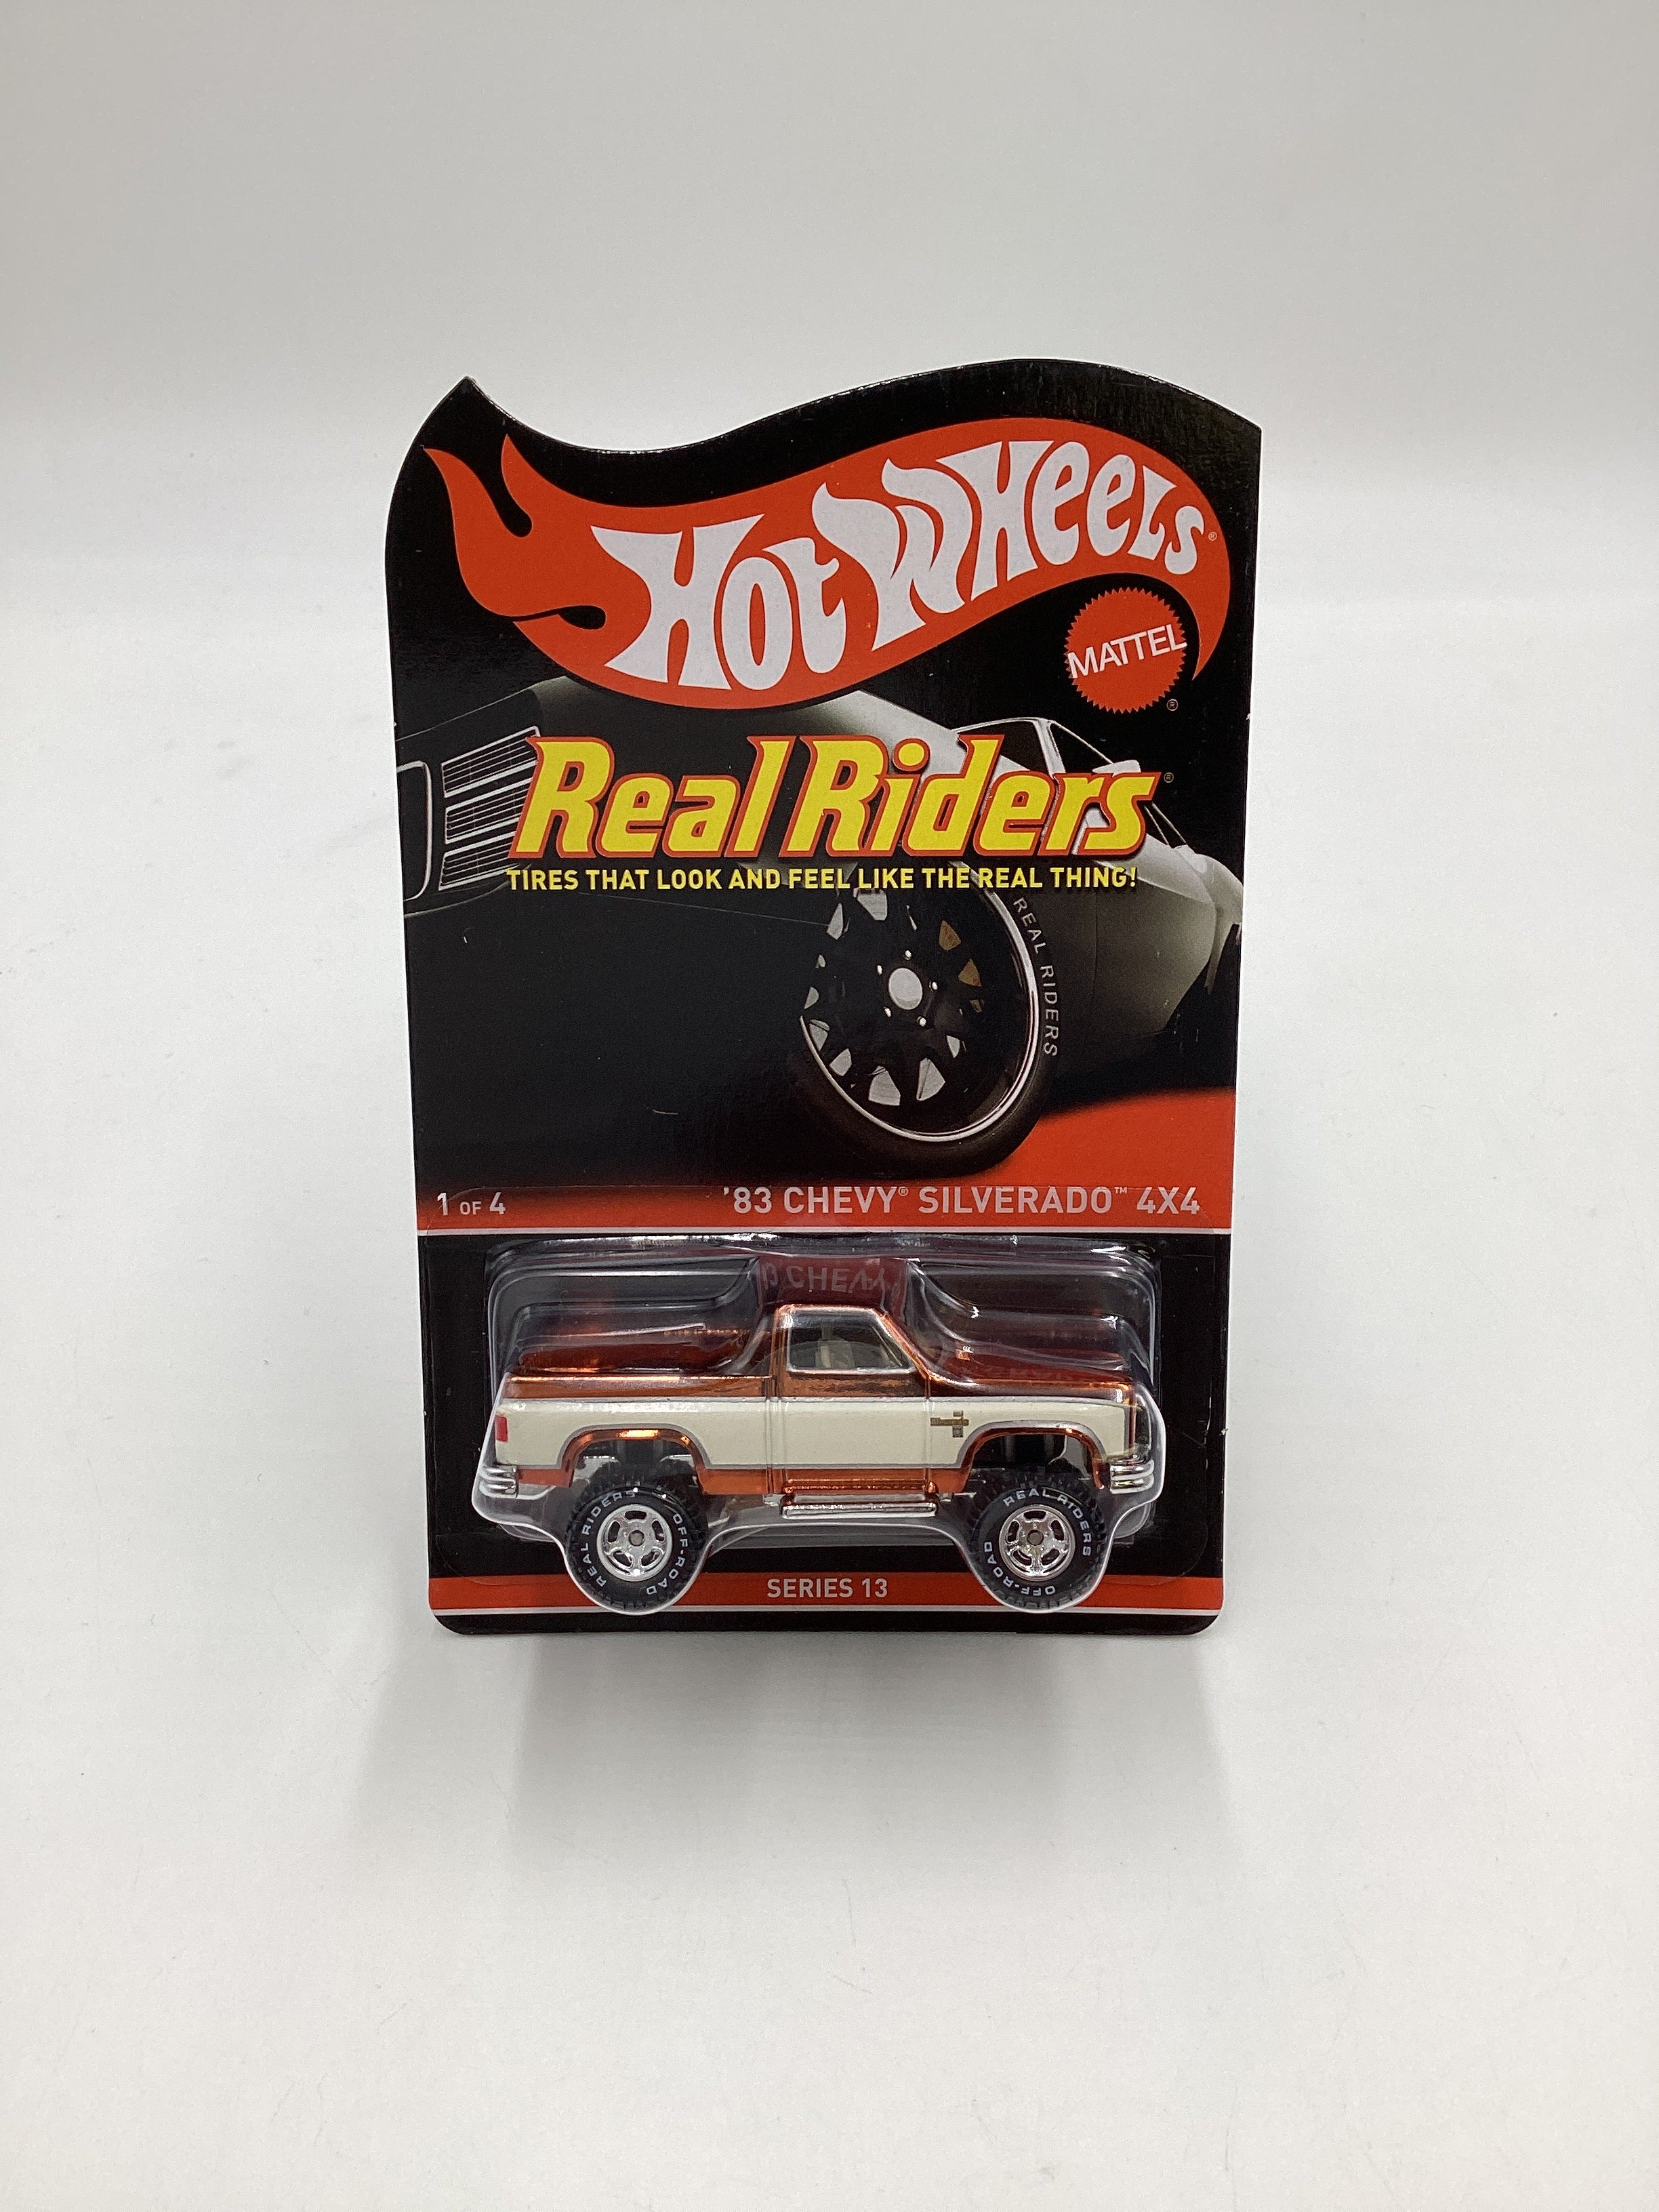 Hot Wheels®
MATTEL
®
Real Riders®
TIRES THAT LOOK AND FEEL LIKE THE REAL THING!
REAL RIDERS
1 OF 4
'83 CHEVY® SILVERADO™ 4X4
REAL RIDERS OFF-ROAD
REAL RIDERS OFF-ROAD
SERIES 13